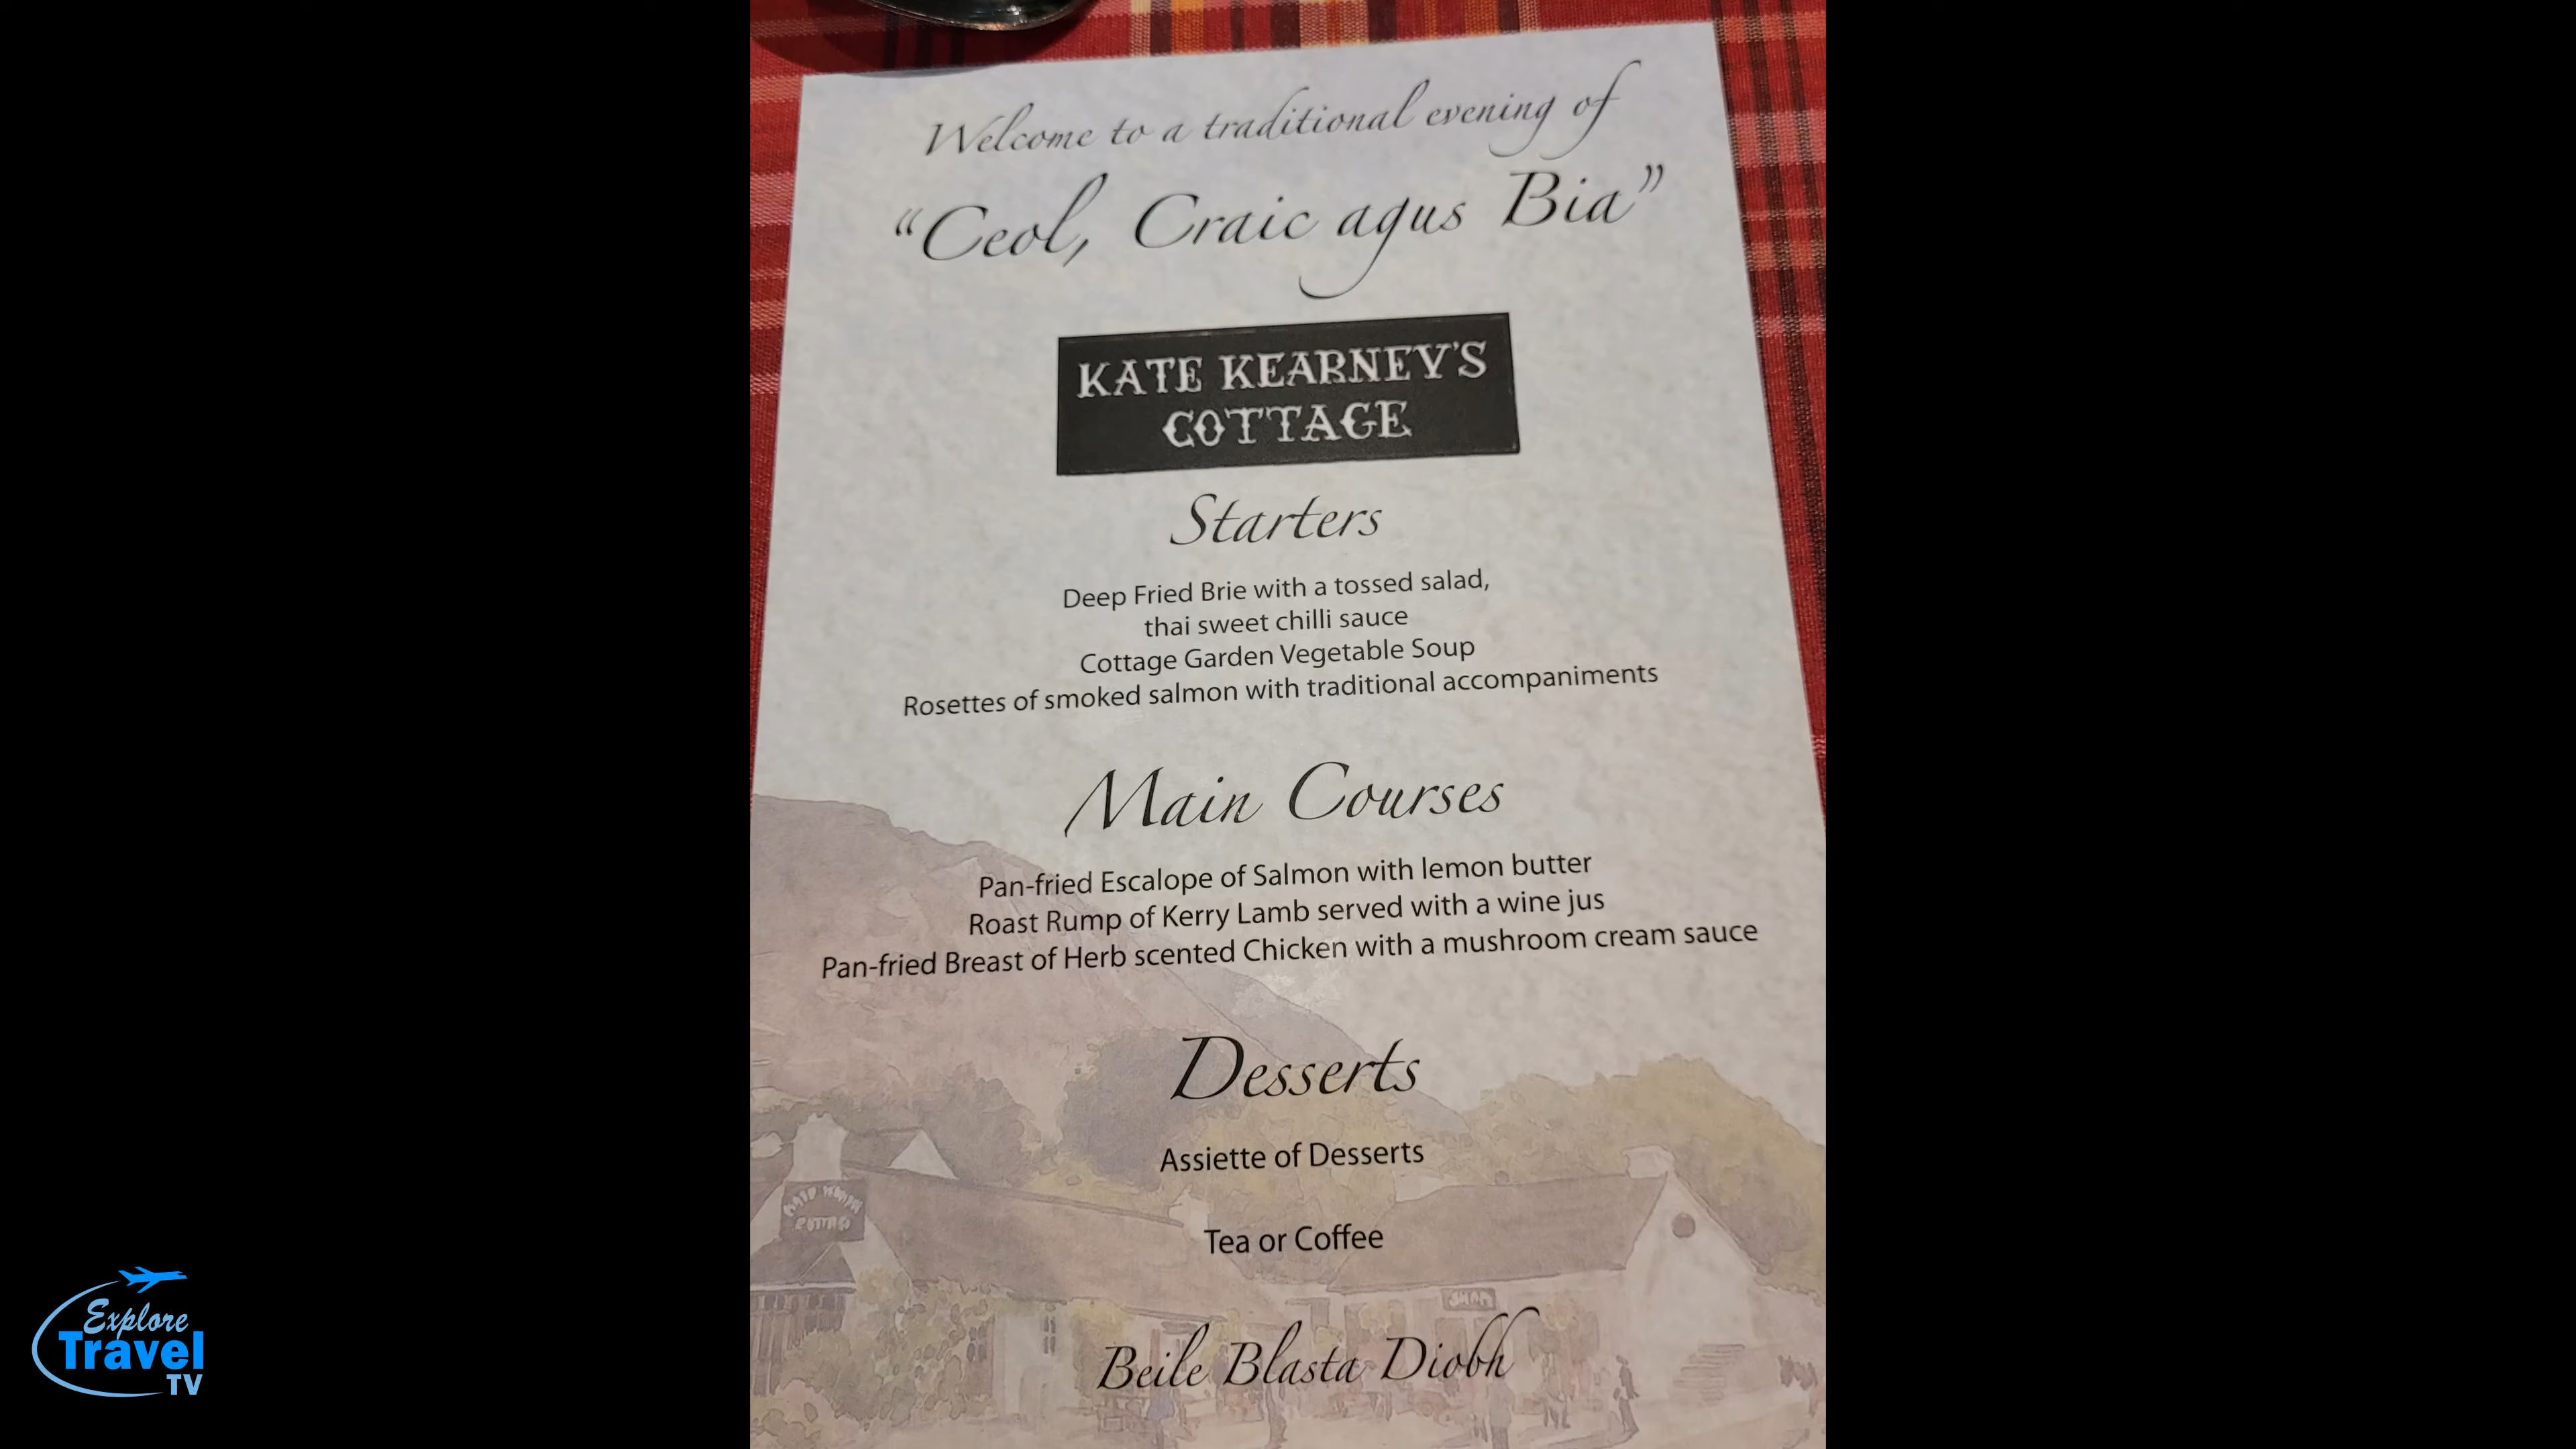 Welcome to a traditional evening of
“Ceol, Craic agus Bia”
KATE KEARNEY'S
COTTAGE
Starters
Deep Fried Brie with a tossed salad,
thai sweet chilli sauce
Cottage Garden Vegetable Soup
Rosettes of smoked salmon with traditional accompaniments
Main Courses
Pan-fried Escalope of Salmon with lemon butter
Roast Rump of Kerry Lamb served with a wine jus
Pan-fried Breast of Herb scented Chicken with a mushroom cream sauce
Desserts
Assiette of Desserts
Tea or Coffee
Beile Blasta Diobh
Explore
Travel
TV